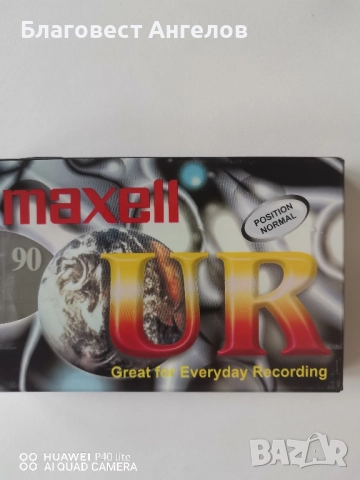 Благовест Ангелов
maxell
POSITION
NORMAL
90
UR
Great for Everyday Recording
HUAWEI P40 lite
AI QUAD CAMERA
BAZAR